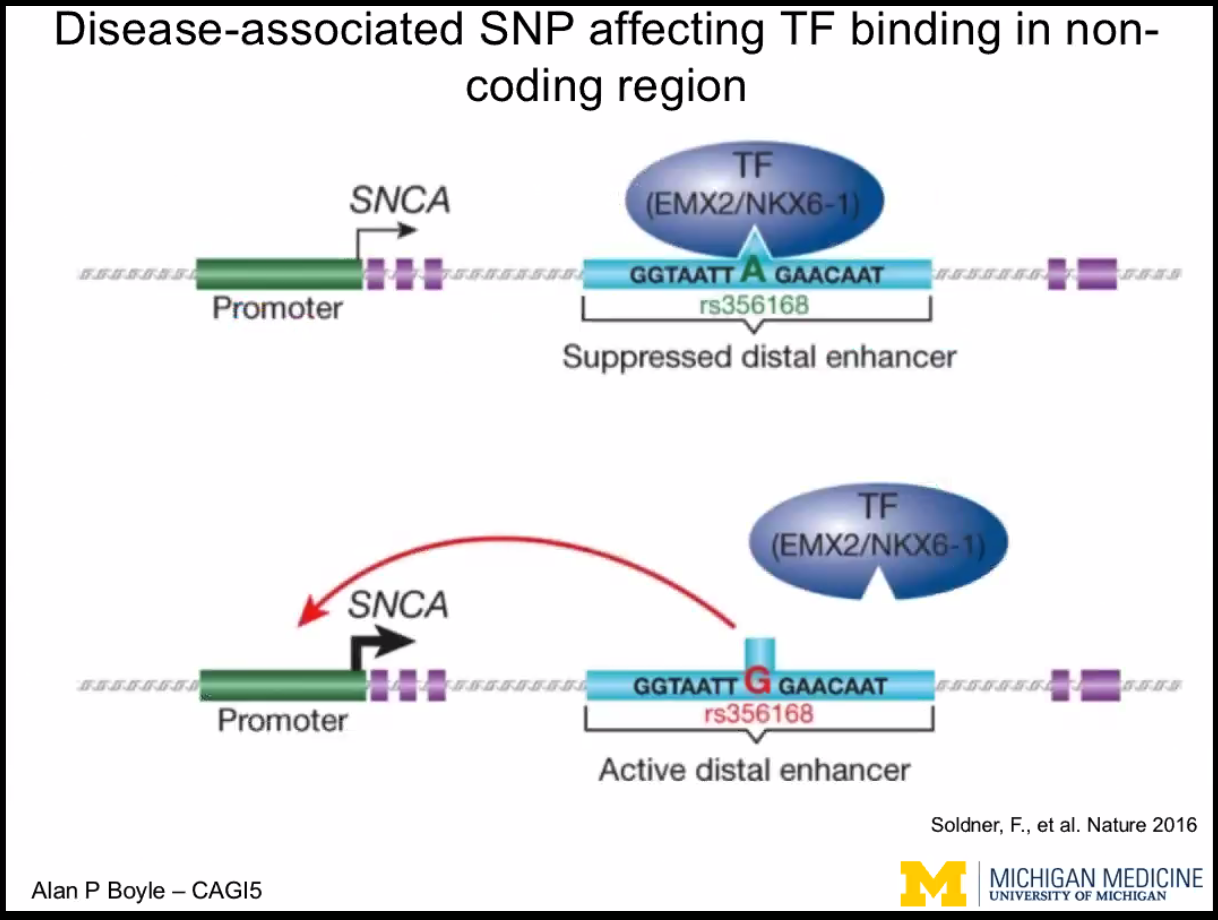 Disease-associated SNP affecting TF binding in non-
coding region
TF
(EMX2/NKX6-1)
SNCA
GGTAATT A GAACAAT
Promoter
rs356168
Suppressed distal enhancer
TF
(EMX2/NKX6-1)
SNCA
GGTAATT G GAACAAT
Promoter
rs356168
Active distal enhancer
Soldner, F., et al. Nature 2016
Alan P Boyle – CAGI5
M
MICHIGAN MEDICINE
UNIVERSITY OF MICHIGAN